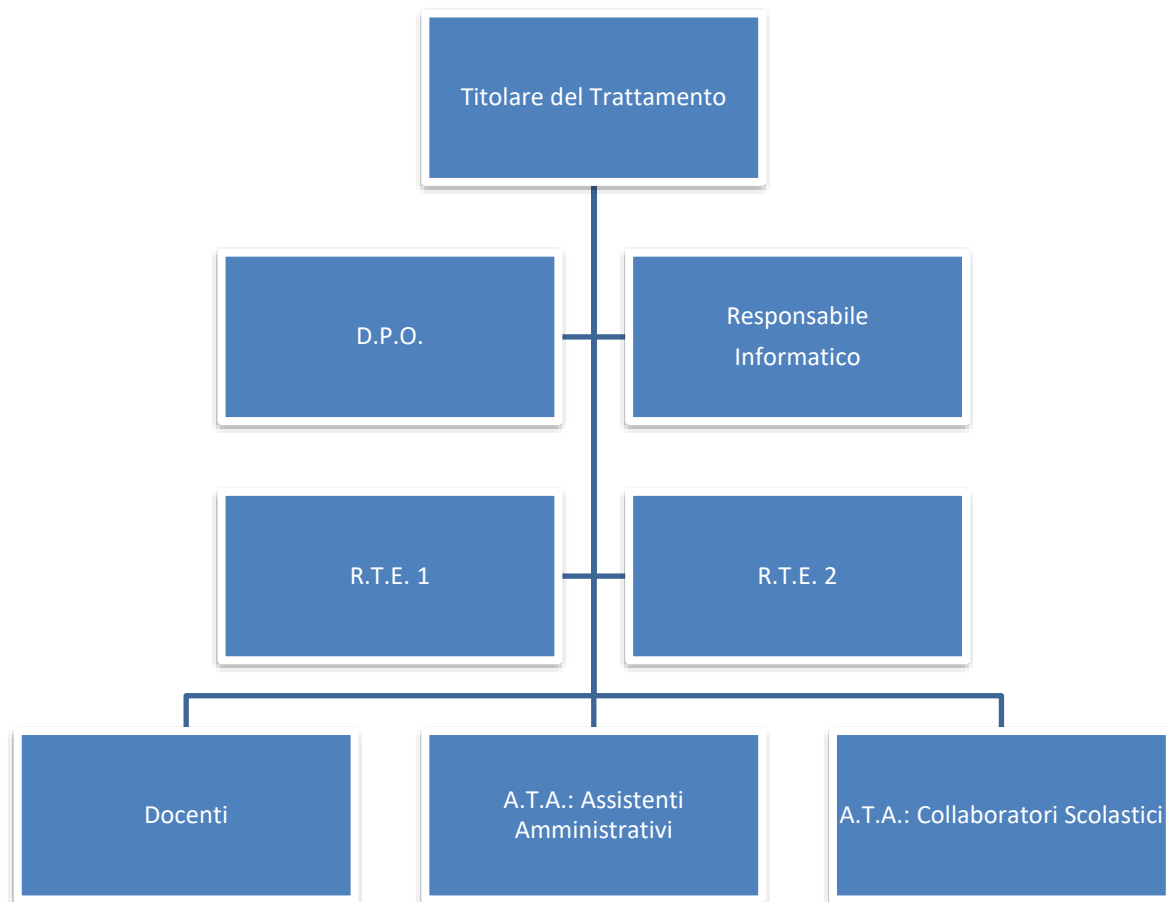 Titolare del Trattamento
D.P.O.
Responsabile
Informatico
R.T.E. 1
R.T.E. 2
Docenti
A.T.A.: Assistenti
Amministrativi
A.T.A.: Collaboratori Scolastici